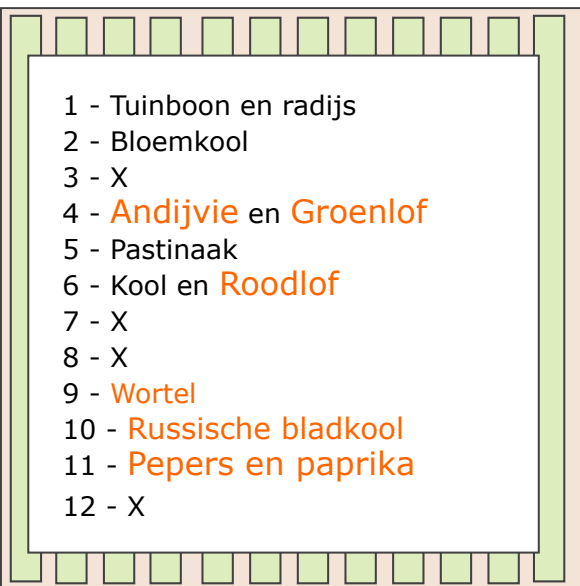 1 - Tuinboon en radijs
2 - Bloemkool
3 - X
4 - Andijvie en Groenlof
5 - Pastinaak
6 - Kool en Roodlof
7 - X
8 - X
9 - Wortel
10 - Russische bladkool
11 - Pepers en paprika
12 - X